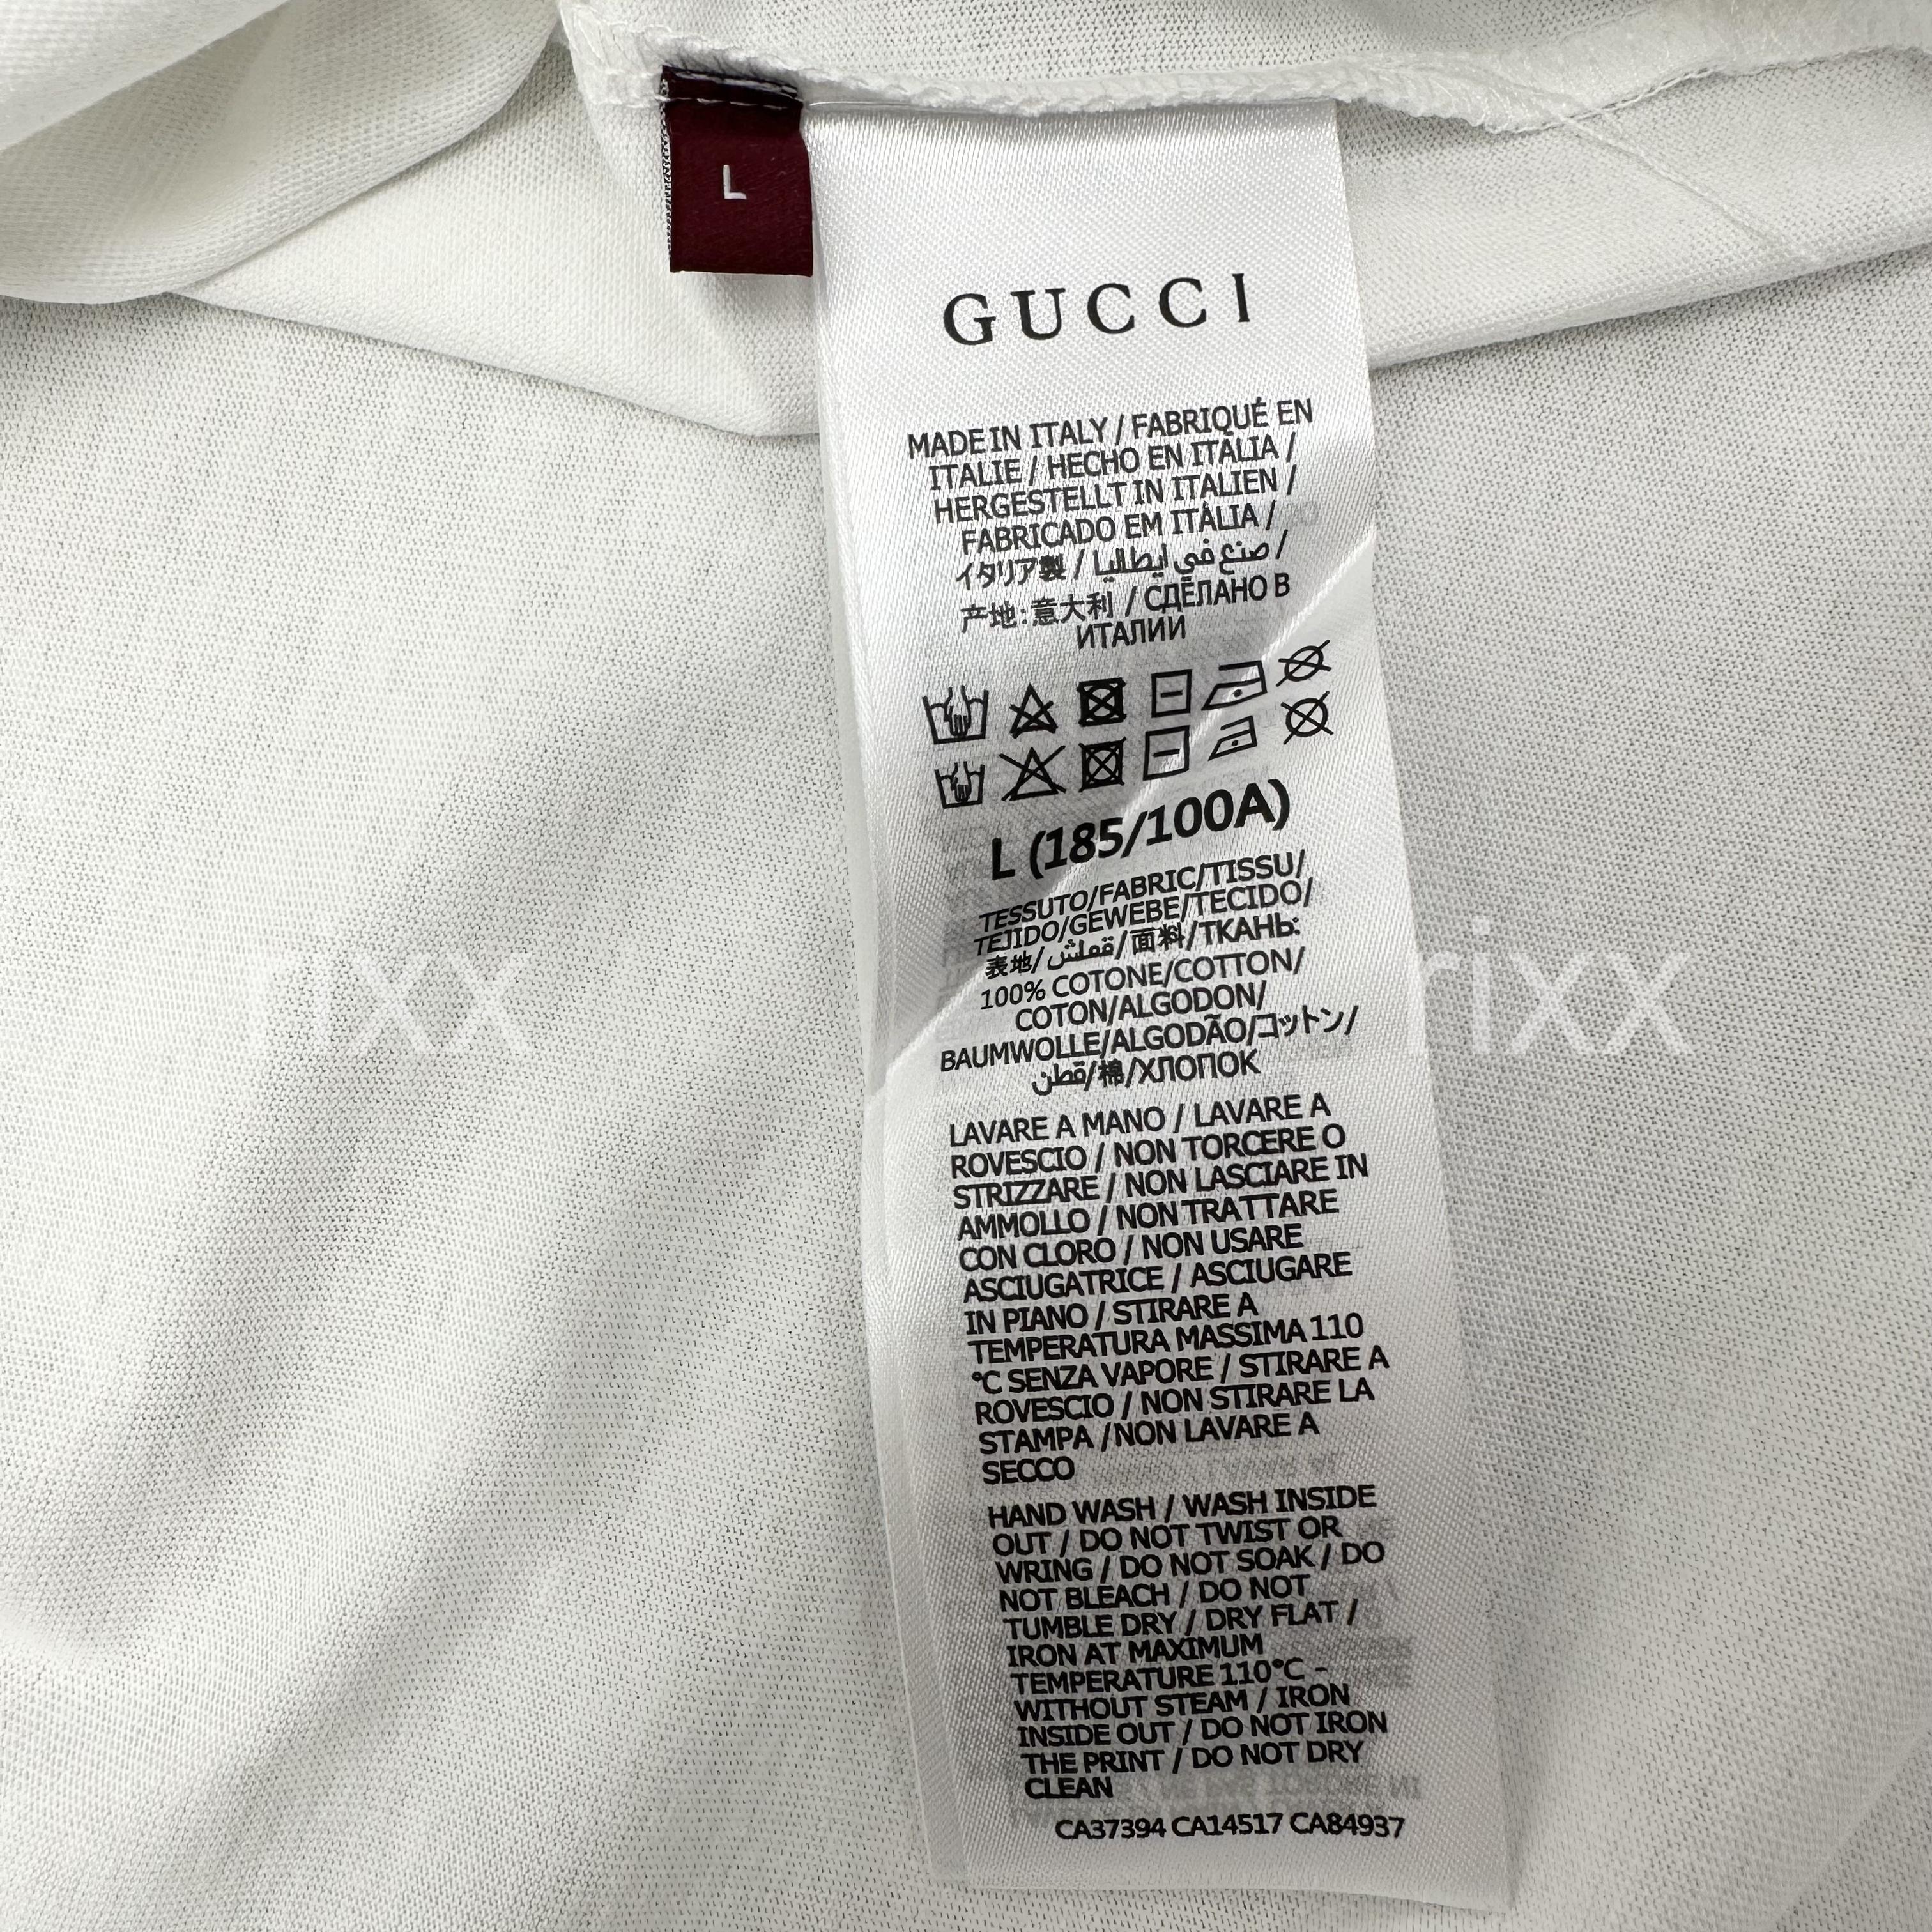 L
GUCCI
MADE IN ITALY / FABRIQUÉ EN
ITALIE / HECHO EN ITALIA /
HERGESTELLT IN ITALIEN /
FABRICADO EM ITÀLIA /
イタリア製 / صنع في ايطاليا /
产地:意大利 / СДЕЛАНО В
ИТАЛИИ
L (185/100A)
TESSUTO/FABRIC/TISSU/
TEJIDO/GEWEBE/TECIDO/
表地/قماش/面料/ТКАНЬ:
100% COTONE/COTTON/
COTON/ALGODON/
BAUMWOLLE/ALGODÃO/コットン/
قطن/棉/ХЛОПОК
LAVARE A MANO / LAVARE A
ROVESCIO / NON TORCERE O
STRIZZARE / NON LASCIARE IN
AMMOLLO / NON TRATTARE
CON CLORO / NON USARE
ASCIUGATRICE / ASCIUGARE
IN PIANO / STIRARE A
TEMPERATURA MASSIMA 110
°C SENZA VAPORE / STIRARE A
ROVESCIO / NON STIRARE LA
STAMPA /NON LAVARE A
SECCO
HAND WASH / WASH INSIDE
OUT / DO NOT TWIST OR
WRING / DO NOT SOAK / DO
NOT BLEACH / DO NOT
TUMBLE DRY / DRY FLAT /
IRON AT MAXIMUM
TEMPERATURE 110°C -
WITHOUT STEAM / IRON
INSIDE OUT / DO NOT IRON
THE PRINT / DO NOT DRY
CLEAN
CA37394 CA14517 CA84937